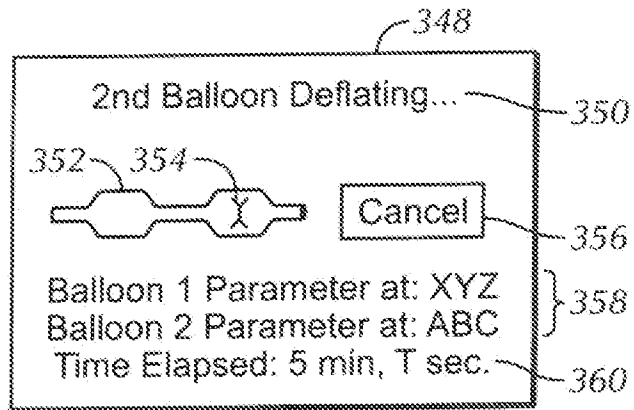 348
2nd Balloon Deflating...
350
352
354
Cancel
356
Balloon 1 Parameter at: XYZ
Balloon 2 Parameter at: ABC
358
Time Elapsed: 5 min, T sec.
360